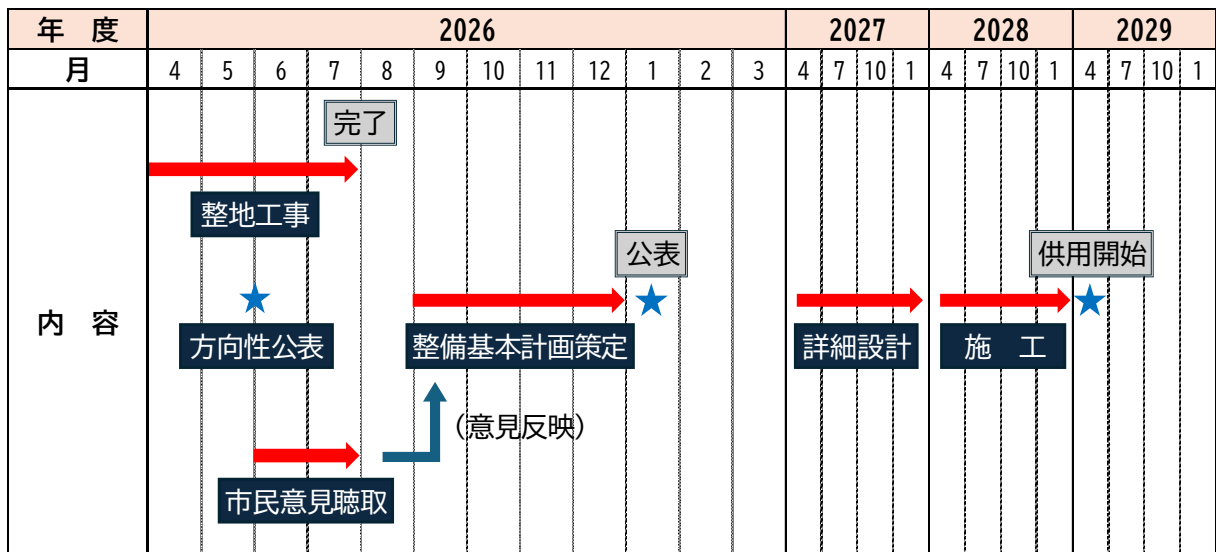 年 度 2026 2027 2028 2029
月 4 5 6 7 8 9 10 11 12 1 2 3 4 7 10 1 4 7 10 1 4 7 10 1
完了
整地工事
公表 供用開始
内 容
方向性公表 整備基本計画策定 詳細設計 施 工
(意見反映)
市民意見聴取